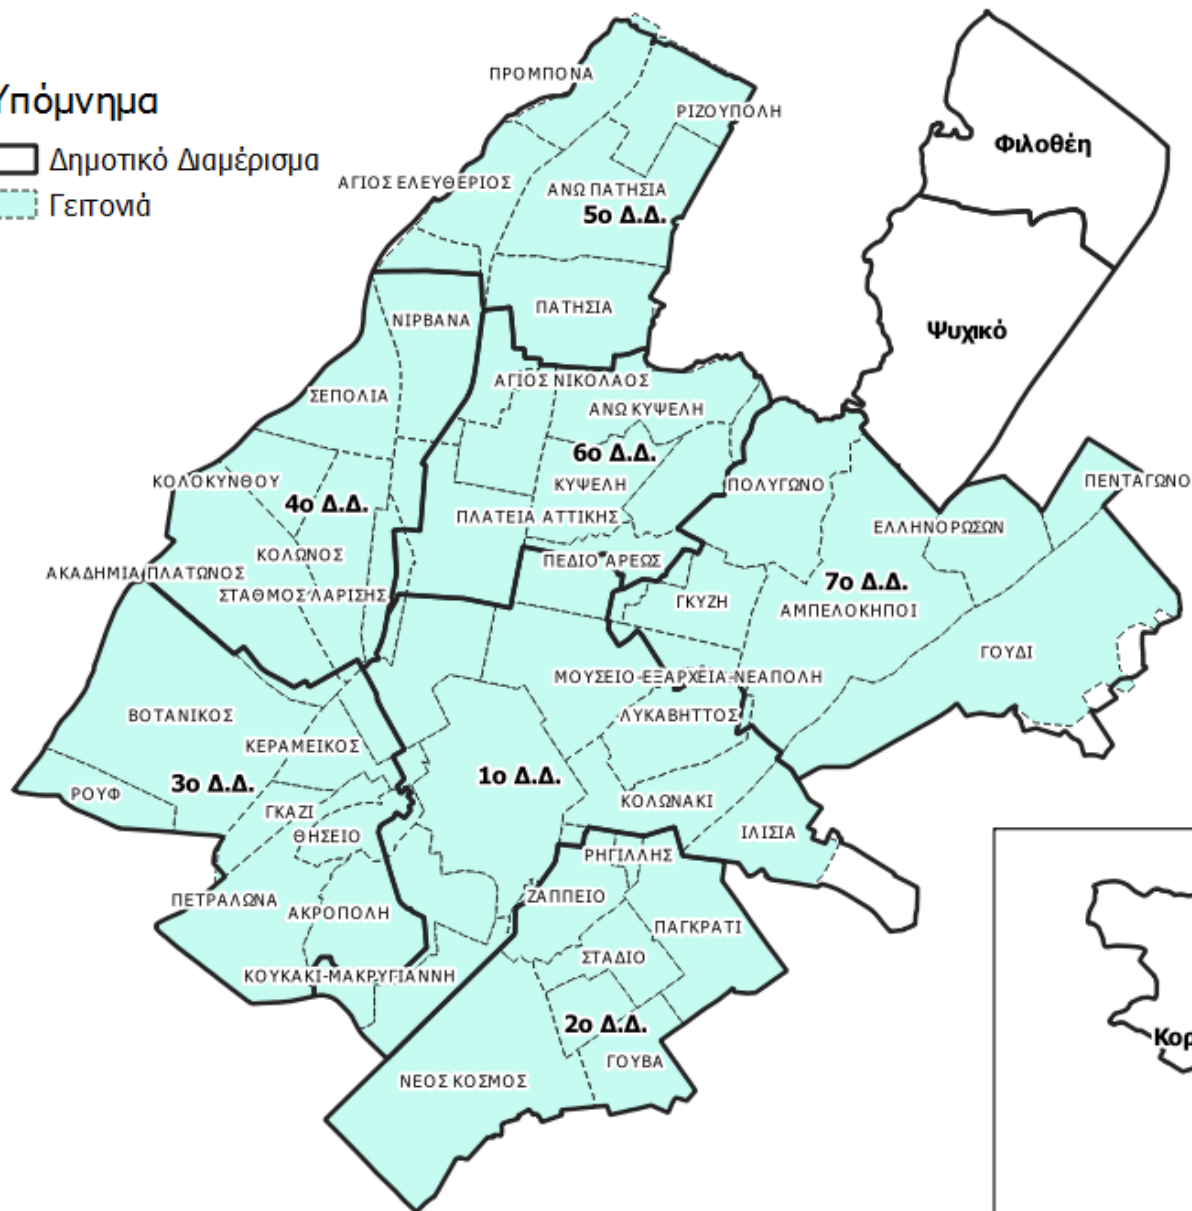 Υπόμνημα
Δημοτικό Διαμέρισμα
Γειτονιά
ΠΡΟΜΠΟΝΑ
ΡΙΖΟΥΠΟΛΗ
Φιλοθέη
ΑΓΙΟΣ ΕΛΕΥΘΕΡΙΟΣ
ΑΝΩ ΠΑΤΗΣΙΑ
5ο Δ.Δ.
ΠΑΤΗΣΙΑ
ΝΙΡΒΑΝΑ
Ψυχικό
ΑΓΙΟΣ ΝΙΚΟΛΑΟΣ
ΣΕΠΟΛΙΑ
ΑΝΩ ΚΥΨΕΛΗ
6ο Δ.Δ.
ΚΟΛΟΚΥΝΘΟΥ
ΚΥΨΕΛΗ
ΠΟΛΥΓΩΝΟ
ΠΕΝΤΑΓΩΝΟ
4ο Δ.Δ.
ΠΛΑΤΕΙΑ ΑΤΤΙΚΗΣ
ΕΛΛΗΝΟΡΩΣΩΝ
ΚΟΛΩΝΟΣ
ΠΕΔΙΟ ΑΡΕΩΣ
ΑΚΑΔΗΜΙΑ ΠΛΑΤΩΝΟΣ
7ο Δ.Δ.
ΣΤΑΘΜΟΣ ΛΑΡΙΣΗΣ
ΓΚΥΖΗ
ΑΜΠΕΛΟΚΗΠΟΙ
ΓΟΥΔΙ
ΜΟΥΣΕΙΟ-ΕΞΑΡΧΕΙΑ-ΝΕΑΠΟΛΗ
ΒΟΤΑΝΙΚΟΣ
ΛΥΚΑΒΗΤΤΟΣ
ΚΕΡΑΜΕΙΚΟΣ
3ο Δ.Δ.
1ο Δ.Δ.
ΡΟΥΦ
ΚΟΛΩΝΑΚΙ
ΓΚΑΖΙ
ΘΗΣΕΙΟ
ΙΛΙΣΙΑ
ΡΗΓΙΛΛΗΣ
ΠΕΤΡΑΛΩΝΑ
ΖΑΠΠΕΙΟ
ΑΚΡΟΠΟΛΗ
ΠΑΓΚΡΑΤΙ
ΣΤΑΔΙΟ
ΚΟΥΚΑΚΙ-ΜΑΚΡΥΓΙΑΝΝΗ
2ο Δ.Δ.
Κορ
ΓΟΥΒΑ
ΝΕΟΣ ΚΟΣΜΟΣ